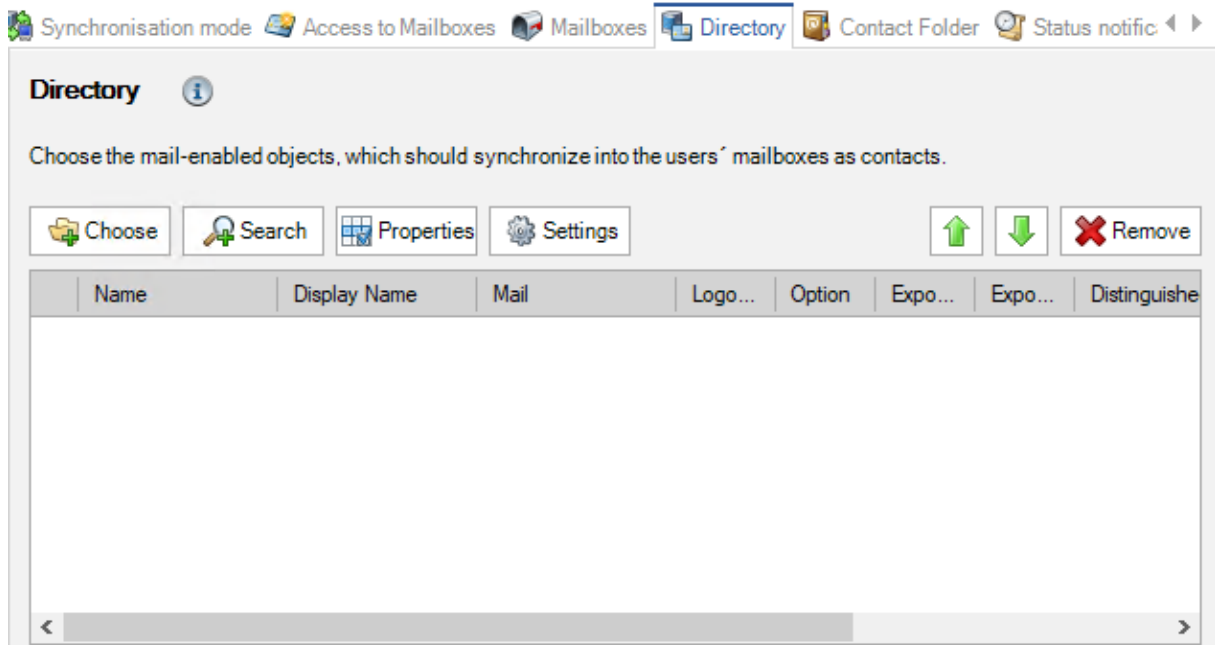 Synchronisation mode Access to Mailboxes Mailboxes Directory Contact Folder Status notific
Directory
Choose the mail-enabled objects, which should synchronize into the users´ mailboxes as contacts.
Choose Search Properties Settings Remove
Name Display Name Mail Logo... Option Expo... Expo... Distinguishe